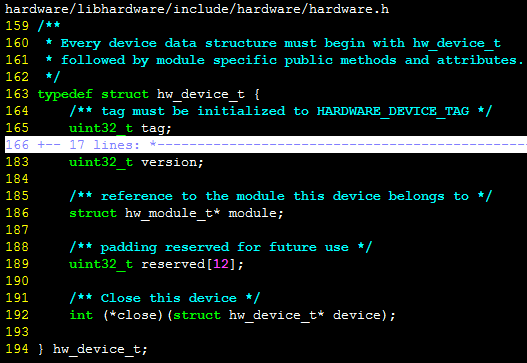 hardware/libhardware/include/hardware/hardware.h
159 /**
160  * Every device data structure must begin with hw_device_t
161  * followed by module specific public methods and attributes.
162  */
163 typedef struct hw_device_t {
164     /** tag must be initialized to HARDWARE_DEVICE_TAG */
165     uint32_t tag;
166 +-- 17 lines: *----------------------------------------------
183     uint32_t version;
184
185     /** reference to the module this device belongs to */
186     struct hw_module_t* module;
187
188     /** padding reserved for future use */
189     uint32_t reserved[12];
190
191     /** Close this device */
192     int (*close)(struct hw_device_t* device);
193
194 } hw_device_t;